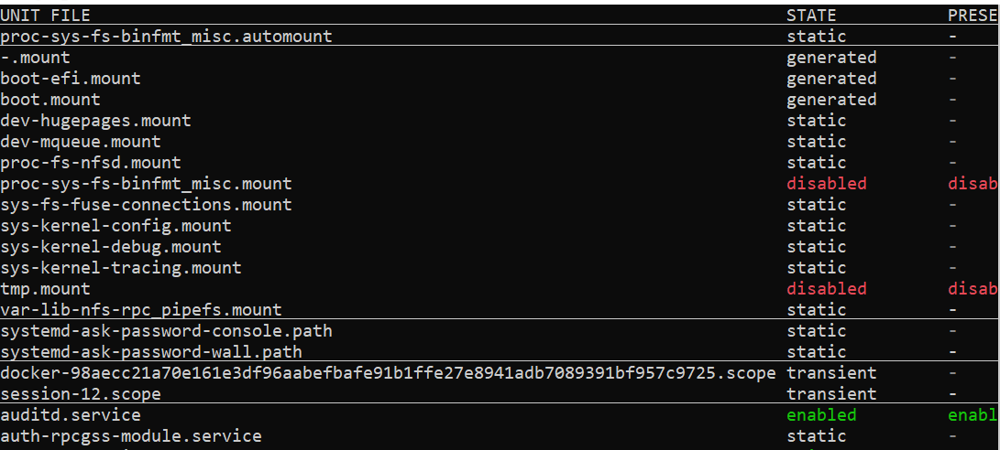 UNIT FILE STATE PRESE
proc-sys-fs-binfmt_misc.automount static -
-.mount generated -
boot-efi.mount generated -
boot.mount generated -
dev-hugepages.mount static -
dev-mqueue.mount static -
proc-fs-nfsd.mount static -
proc-sys-fs-binfmt_misc.mount disabled disab
sys-fs-fuse-connections.mount static -
sys-kernel-config.mount static -
sys-kernel-debug.mount static -
sys-kernel-tracing.mount static -
tmp.mount disabled disab
var-lib-nfs-rpc_pipefs.mount static -
systemd-ask-password-console.path static -
systemd-ask-password-wall.path static -
docker-98aecc21a70e161e3df96aabefbafe91b1ffe27e8941adb7089391bf957c9725.scope transient -
session-12.scope transient -
auditd.service enabled enabl
auth-rpcgss-module.service static -